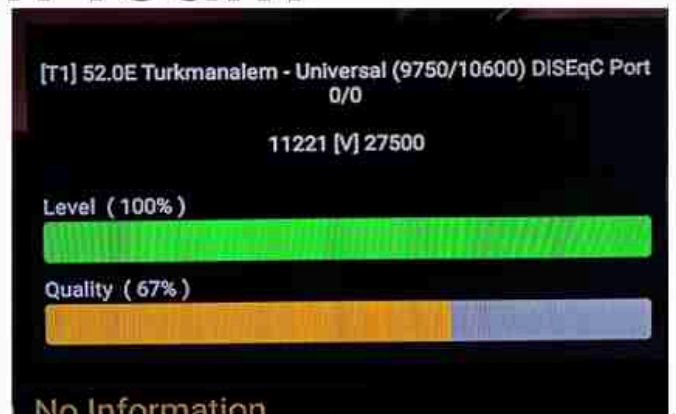 [T1] 52.0E Turkmanalem - Universal (9750/10600) DISEqC Port
0/0
11221 [V] 27500
Level ( 100% )
Quality ( 67% )
No Information